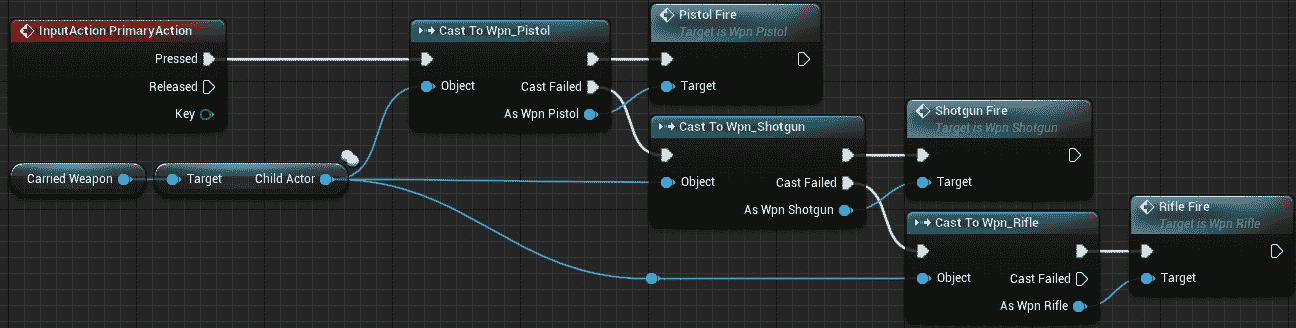 InputAction PrimaryAction
Pressed
Released
Key
Carried Weapon
Target
Child Actor
Cast To Wpn_Pistol
Object
Cast Failed
As Wpn Pistol
Pistol Fire
Target is Wpn Pistol
Target
Cast To Wpn_Shotgun
Object
Cast Failed
As Wpn Shotgun
Shotgun Fire
Target is Wpn Shotgun
Target
Cast To Wpn_Rifle
Object
Cast Failed
As Wpn Rifle
Rifle Fire
Target is Wpn Rifle
Target